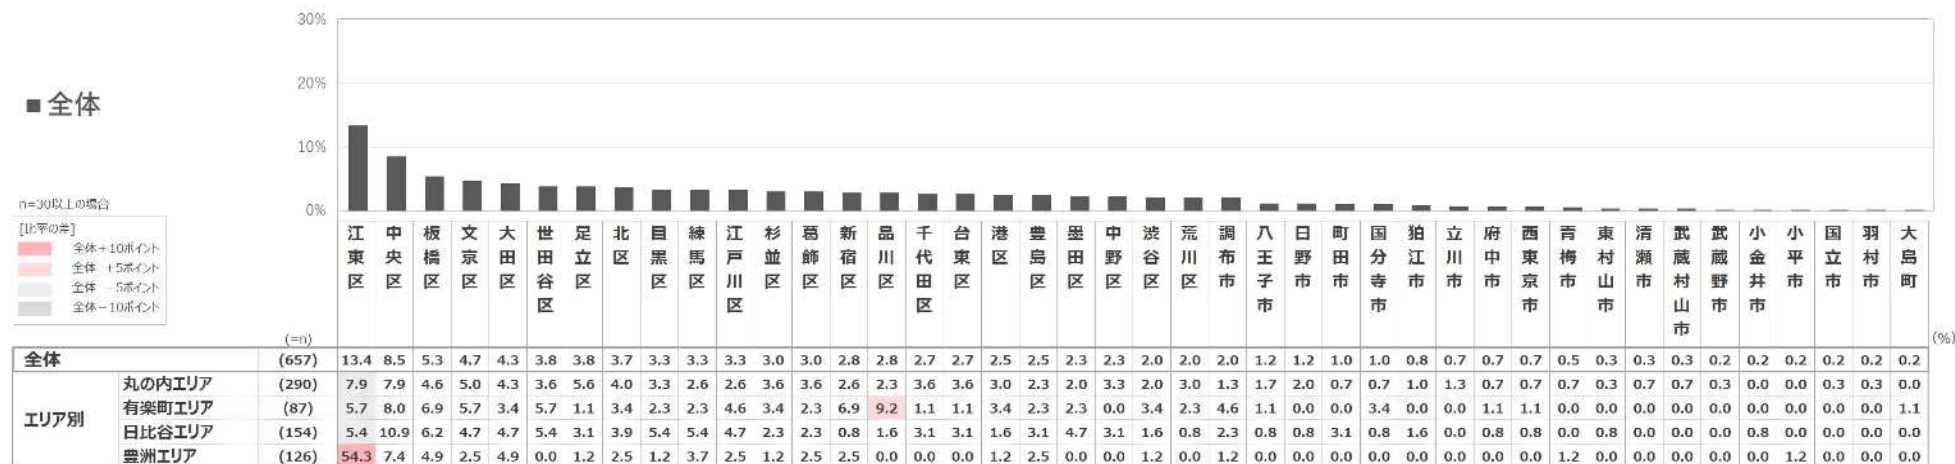 30%
20%
■全体
10%
n=30以上の場合
0%
[比率の差]
全体+10ポイント
全体 +5ポイント
全体 -5ポイント
全体-10ポイント
江東区 中央区 板橋区 文京区 大田区 世田谷区 足立区 北区 目黒区 練馬区 江戸川区 杉並区 葛飾区 新宿区 品川区 千代田区 台東区 港区 豊島区 墨田区 中野区 渋谷区 荒川区 調布市 八王子市 日野市 町田市 国分寺市 狛江市 立川市 府中市 西東京市 青梅市 東村山市 清瀬市 武蔵村山市 武蔵野市 小金井市 小平市 国立市 羽村市 大島町
(=n) (%)
全体 (657) 13.4 8.5 5.3 4.7 4.3 3.8 3.8 3.7 3.3 3.3 3.3 3.0 3.0 2.8 2.8 2.7 2.7 2.5 2.5 2.3 2.3 2.0 2.0 2.0 1.2 1.2 1.0 1.0 0.8 0.7 0.7 0.7 0.5 0.3 0.3 0.3 0.2 0.2 0.2 0.2 0.2 0.2
エリア別
丸の内エリア (290) 7.9 7.9 4.6 5.0 4.3 3.6 5.6 4.0 3.3 2.6 2.6 3.6 3.6 2.6 2.3 3.6 3.6 3.0 2.3 2.0 3.3 2.0 3.0 1.3 1.7 2.0 0.7 0.7 1.0 1.3 0.7 0.7 0.7 0.3 0.7 0.7 0.3 0.0 0.0 0.3 0.3 0.0
有楽町エリア (87) 5.7 8.0 6.9 5.7 3.4 5.7 1.1 3.4 2.3 2.3 4.6 3.4 2.3 6.9 9.2 1.1 1.1 3.4 2.3 2.3 0.0 3.4 2.3 4.6 1.1 0.0 0.0 3.4 0.0 0.0 1.1 1.1 0.0 0.0 0.0 0.0 0.0 0.0 0.0 0.0 0.0 1.1
日比谷エリア (154) 5.4 10.9 6.2 4.7 4.7 5.4 3.1 3.9 5.4 5.4 4.7 2.3 2.3 0.8 1.6 3.1 3.1 1.6 3.1 4.7 3.1 1.6 0.8 2.3 0.8 0.8 3.1 0.8 1.6 0.0 0.8 0.8 0.0 0.8 0.0 0.0 0.0 0.8 0.0 0.0 0.0 0.0
豊洲エリア (126) 54.3 7.4 4.9 2.5 4.9 0.0 1.2 2.5 1.2 3.7 2.5 1.2 2.5 2.5 0.0 0.0 0.0 1.2 2.5 0.0 0.0 1.2 0.0 1.2 0.0 0.0 0.0 0.0 0.0 0.0 0.0 0.0 1.2 0.0 0.0 0.0 0.0 0.0 1.2 0.0 0.0 0.0